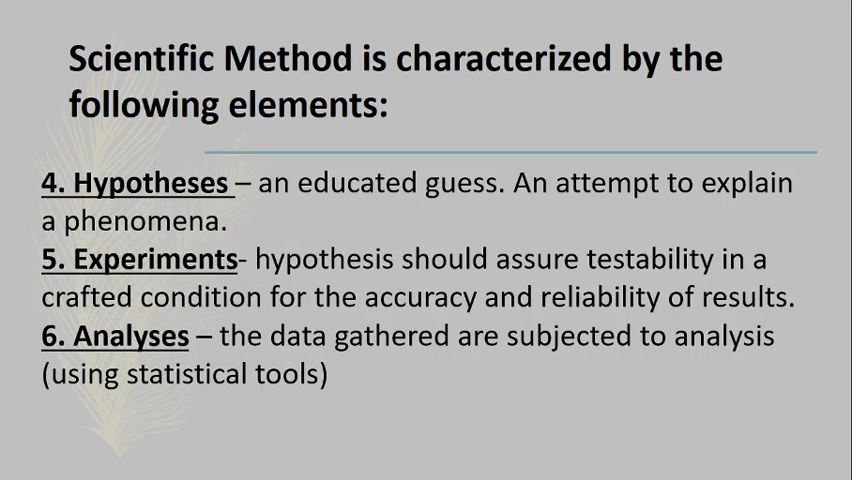 Scientific Method is characterized by the
following elements:
4. Hypotheses – an educated guess. An attempt to explain
a phenomena.
5. Experiments- hypothesis should assure testability in a
crafted condition for the accuracy and reliability of results.
6. Analyses – the data gathered are subjected to analysis
(using statistical tools)